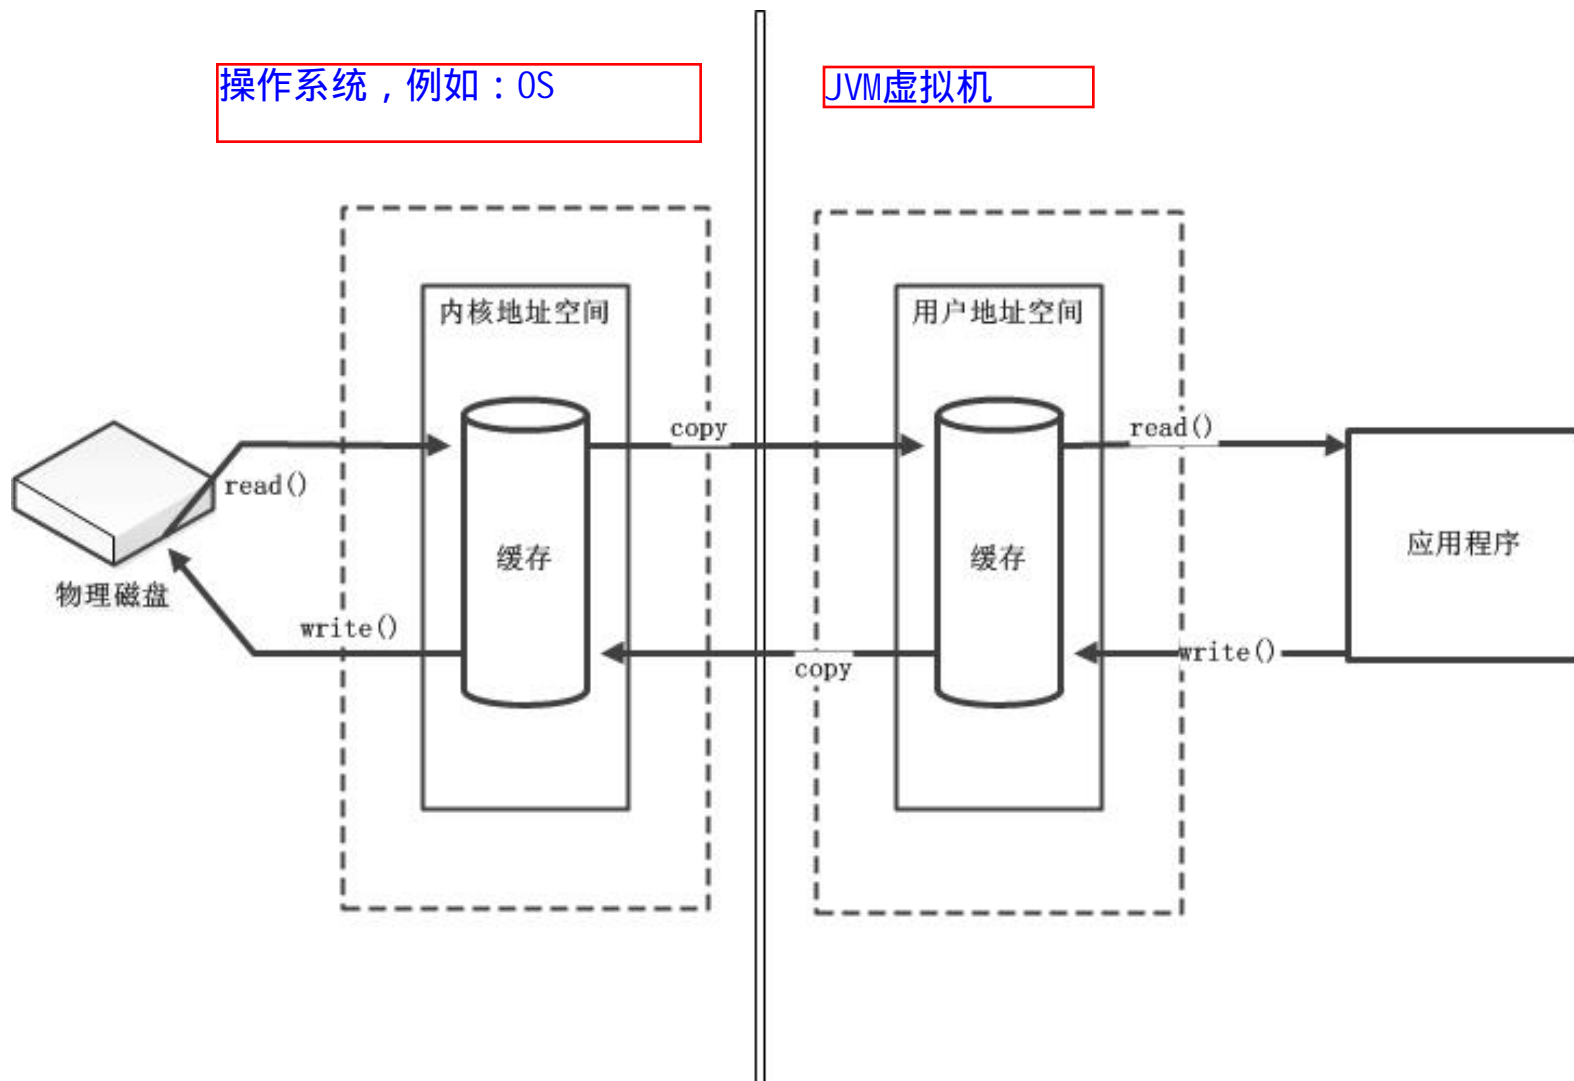 操作系统，例如：OS
JVM虚拟机
内核地址空间
用户地址空间
copy
read()
read()
缓存
缓存
应用程序
物理磁盘
write()
copy
write()